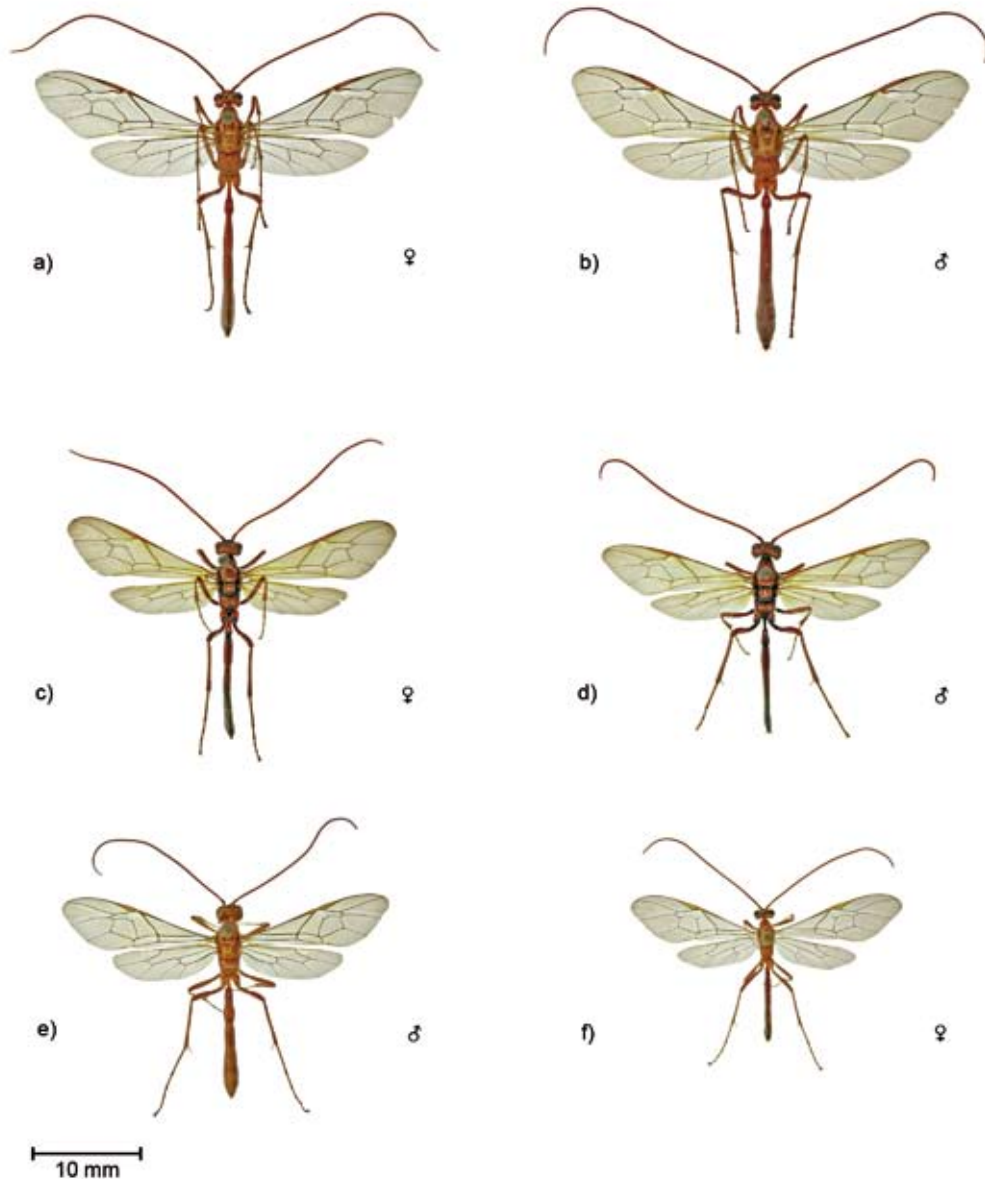 a) ♀
b) ♂
c) ♀
d) ♂
e) ♂
f) ♀
10 mm